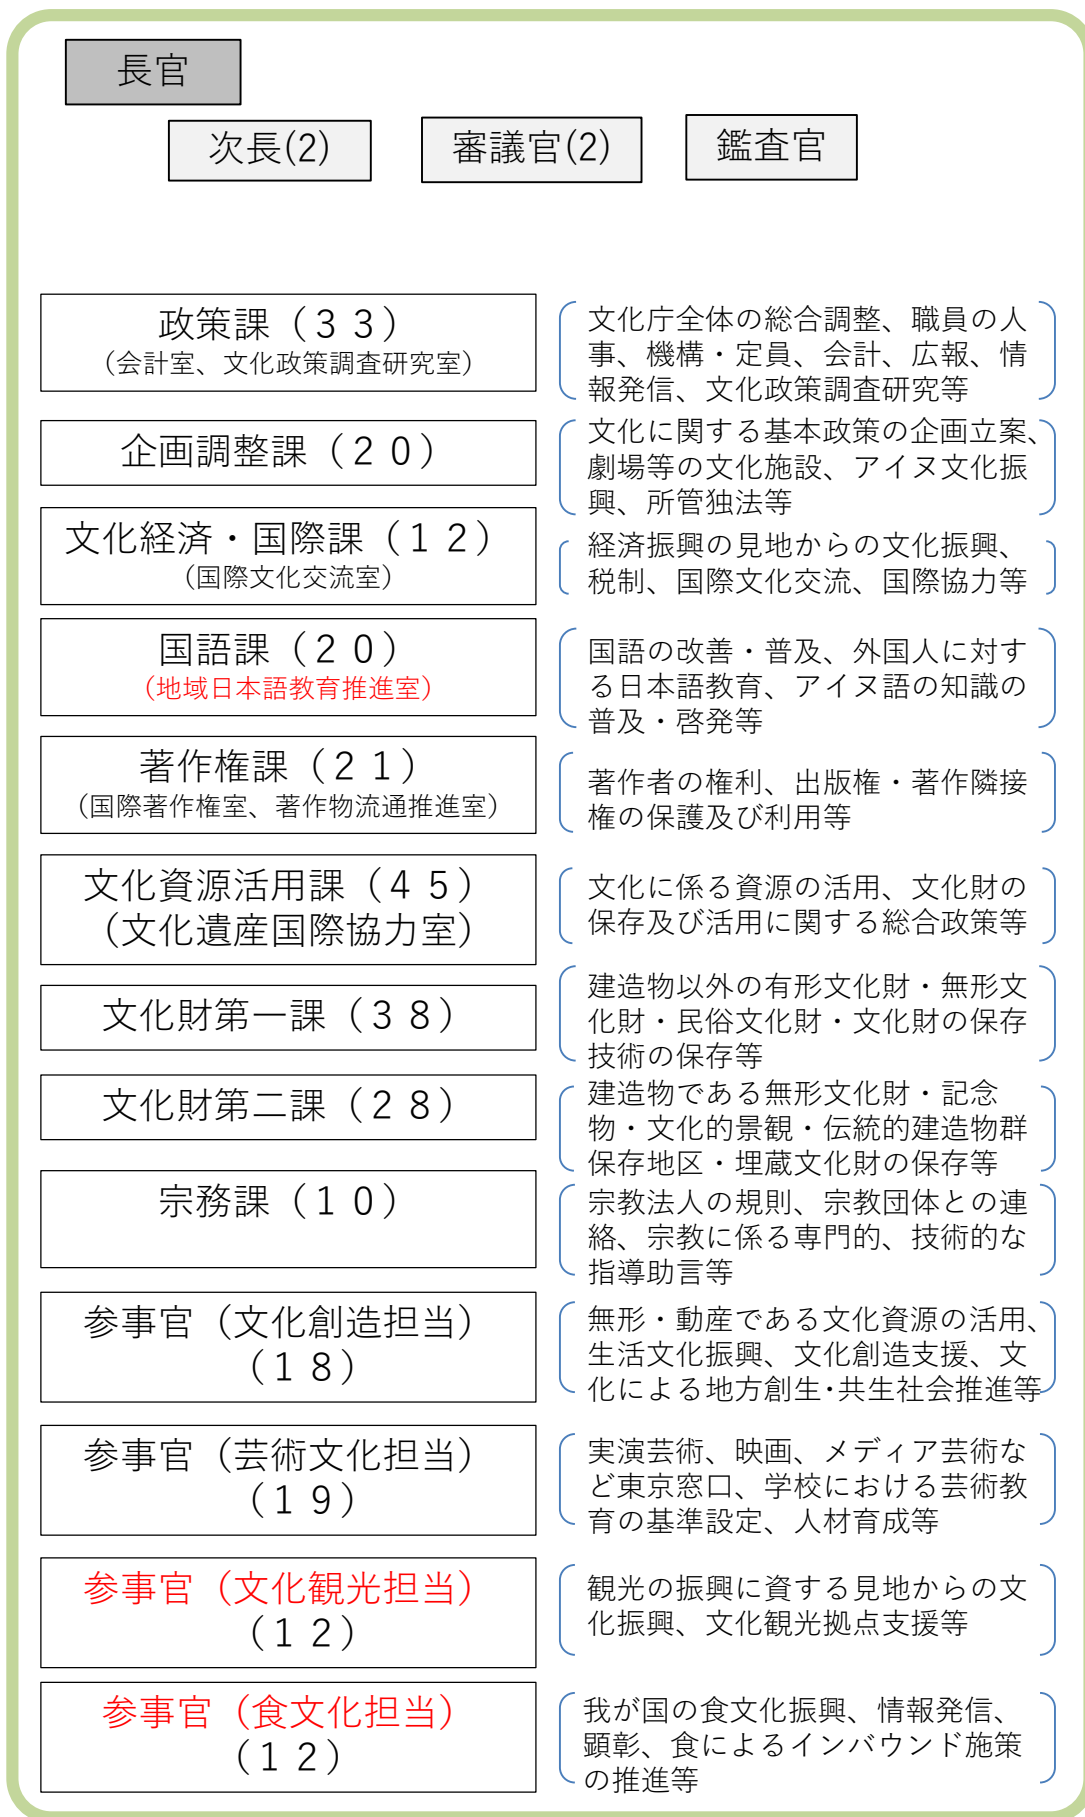 長官
次長(2)
審議官(2)
鑑査官
政策課（３３）
（会計室、文化政策調査研究室）
文化庁全体の総合調整、職員の人
事、機構・定員、会計、広報、情
報発信、文化政策調査研究等
企画調整課（２０）
文化に関する基本政策の企画立案、
劇場等の文化施設、アイヌ文化振
興、所管独法等
文化経済・国際課（１２）
（国際文化交流室）
経済振興の見地からの文化振興、
税制、国際文化交流、国際協力等
国語課（２０）
（地域日本語教育推進室）
国語の改善・普及、外国人に対す
る日本語教育、アイヌ語の知識の
普及・啓発等
著作権課（２１）
（国際著作権室、著作物流通推進室）
著作者の権利、出版権・著作隣接
権の保護及び利用等
文化資源活用課（４５）
（文化遺産国際協力室）
文化に係る資源の活用、文化財の
保存及び活用に関する総合政策等
文化財第一課（３８）
建造物以外の有形文化財・無形文
化財・民俗文化財・文化財の保存
技術の保存等
文化財第二課（２８）
建造物である無形文化財・記念
物・文化的景観・伝統的建造物群
保存地区・埋蔵文化財の保存等
宗務課（１０）
宗教法人の規則、宗教団体との連
絡、宗教に係る専門的、技術的な
指導助言等
参事官（文化創造担当）
（１８）
無形・動産である文化資源の活用、
生活文化振興、文化創造支援、文
化による地方創生･共生社会推進等
参事官（芸術文化担当）
（１９）
実演芸術、映画、メディア芸術な
ど東京窓口、学校における芸術教
育の基準設定、人材育成等
参事官（文化観光担当）
（１２）
観光の振興に資する見地からの文
化振興、文化観光拠点支援等
参事官（食文化担当）
（１２）
我が国の食文化振興、情報発信、
顕彰、食によるインバウンド施策
の推進等